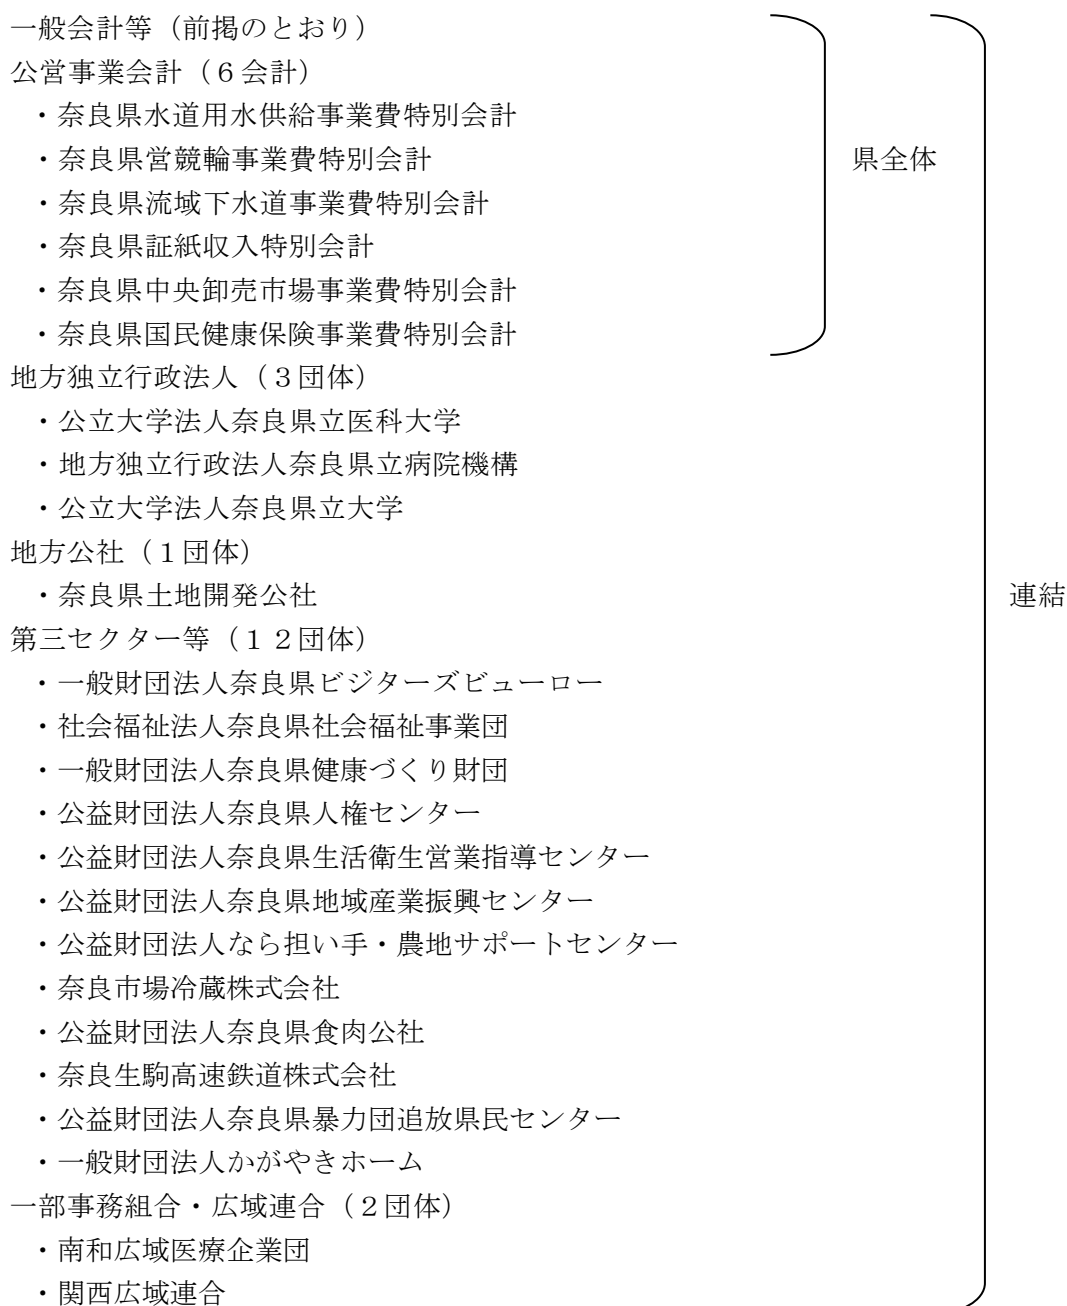 一般会計等（前掲のとおり）
公営事業会計（６会計）
・奈良県水道用水供給事業費特別会計
・奈良県営競輪事業費特別会計
県全体
・奈良県流域下水道事業費特別会計
・奈良県証紙収入特別会計
・奈良県中央卸売市場事業費特別会計
・奈良県国民健康保険事業費特別会計
地方独立行政法人（３団体）
・公立大学法人奈良県立医科大学
・地方独立行政法人奈良県立病院機構
・公立大学法人奈良県立大学
地方公社（１団体）
・奈良県土地開発公社
連結
第三セクター等（１２団体）
・一般財団法人奈良県ビジターズビューロー
・社会福祉法人奈良県社会福祉事業団
・一般財団法人奈良県健康づくり財団
・公益財団法人奈良県人権センター
・公益財団法人奈良県生活衛生営業指導センター
・公益財団法人奈良県地域産業振興センター
・公益財団法人なら担い手・農地サポートセンター
・奈良市場冷蔵株式会社
・公益財団法人奈良県食肉公社
・奈良生駒高速鉄道株式会社
・公益財団法人奈良県暴力団追放県民センター
・一般財団法人かがやきホーム
一部事務組合・広域連合（２団体）
・南和広域医療企業団
・関西広域連合